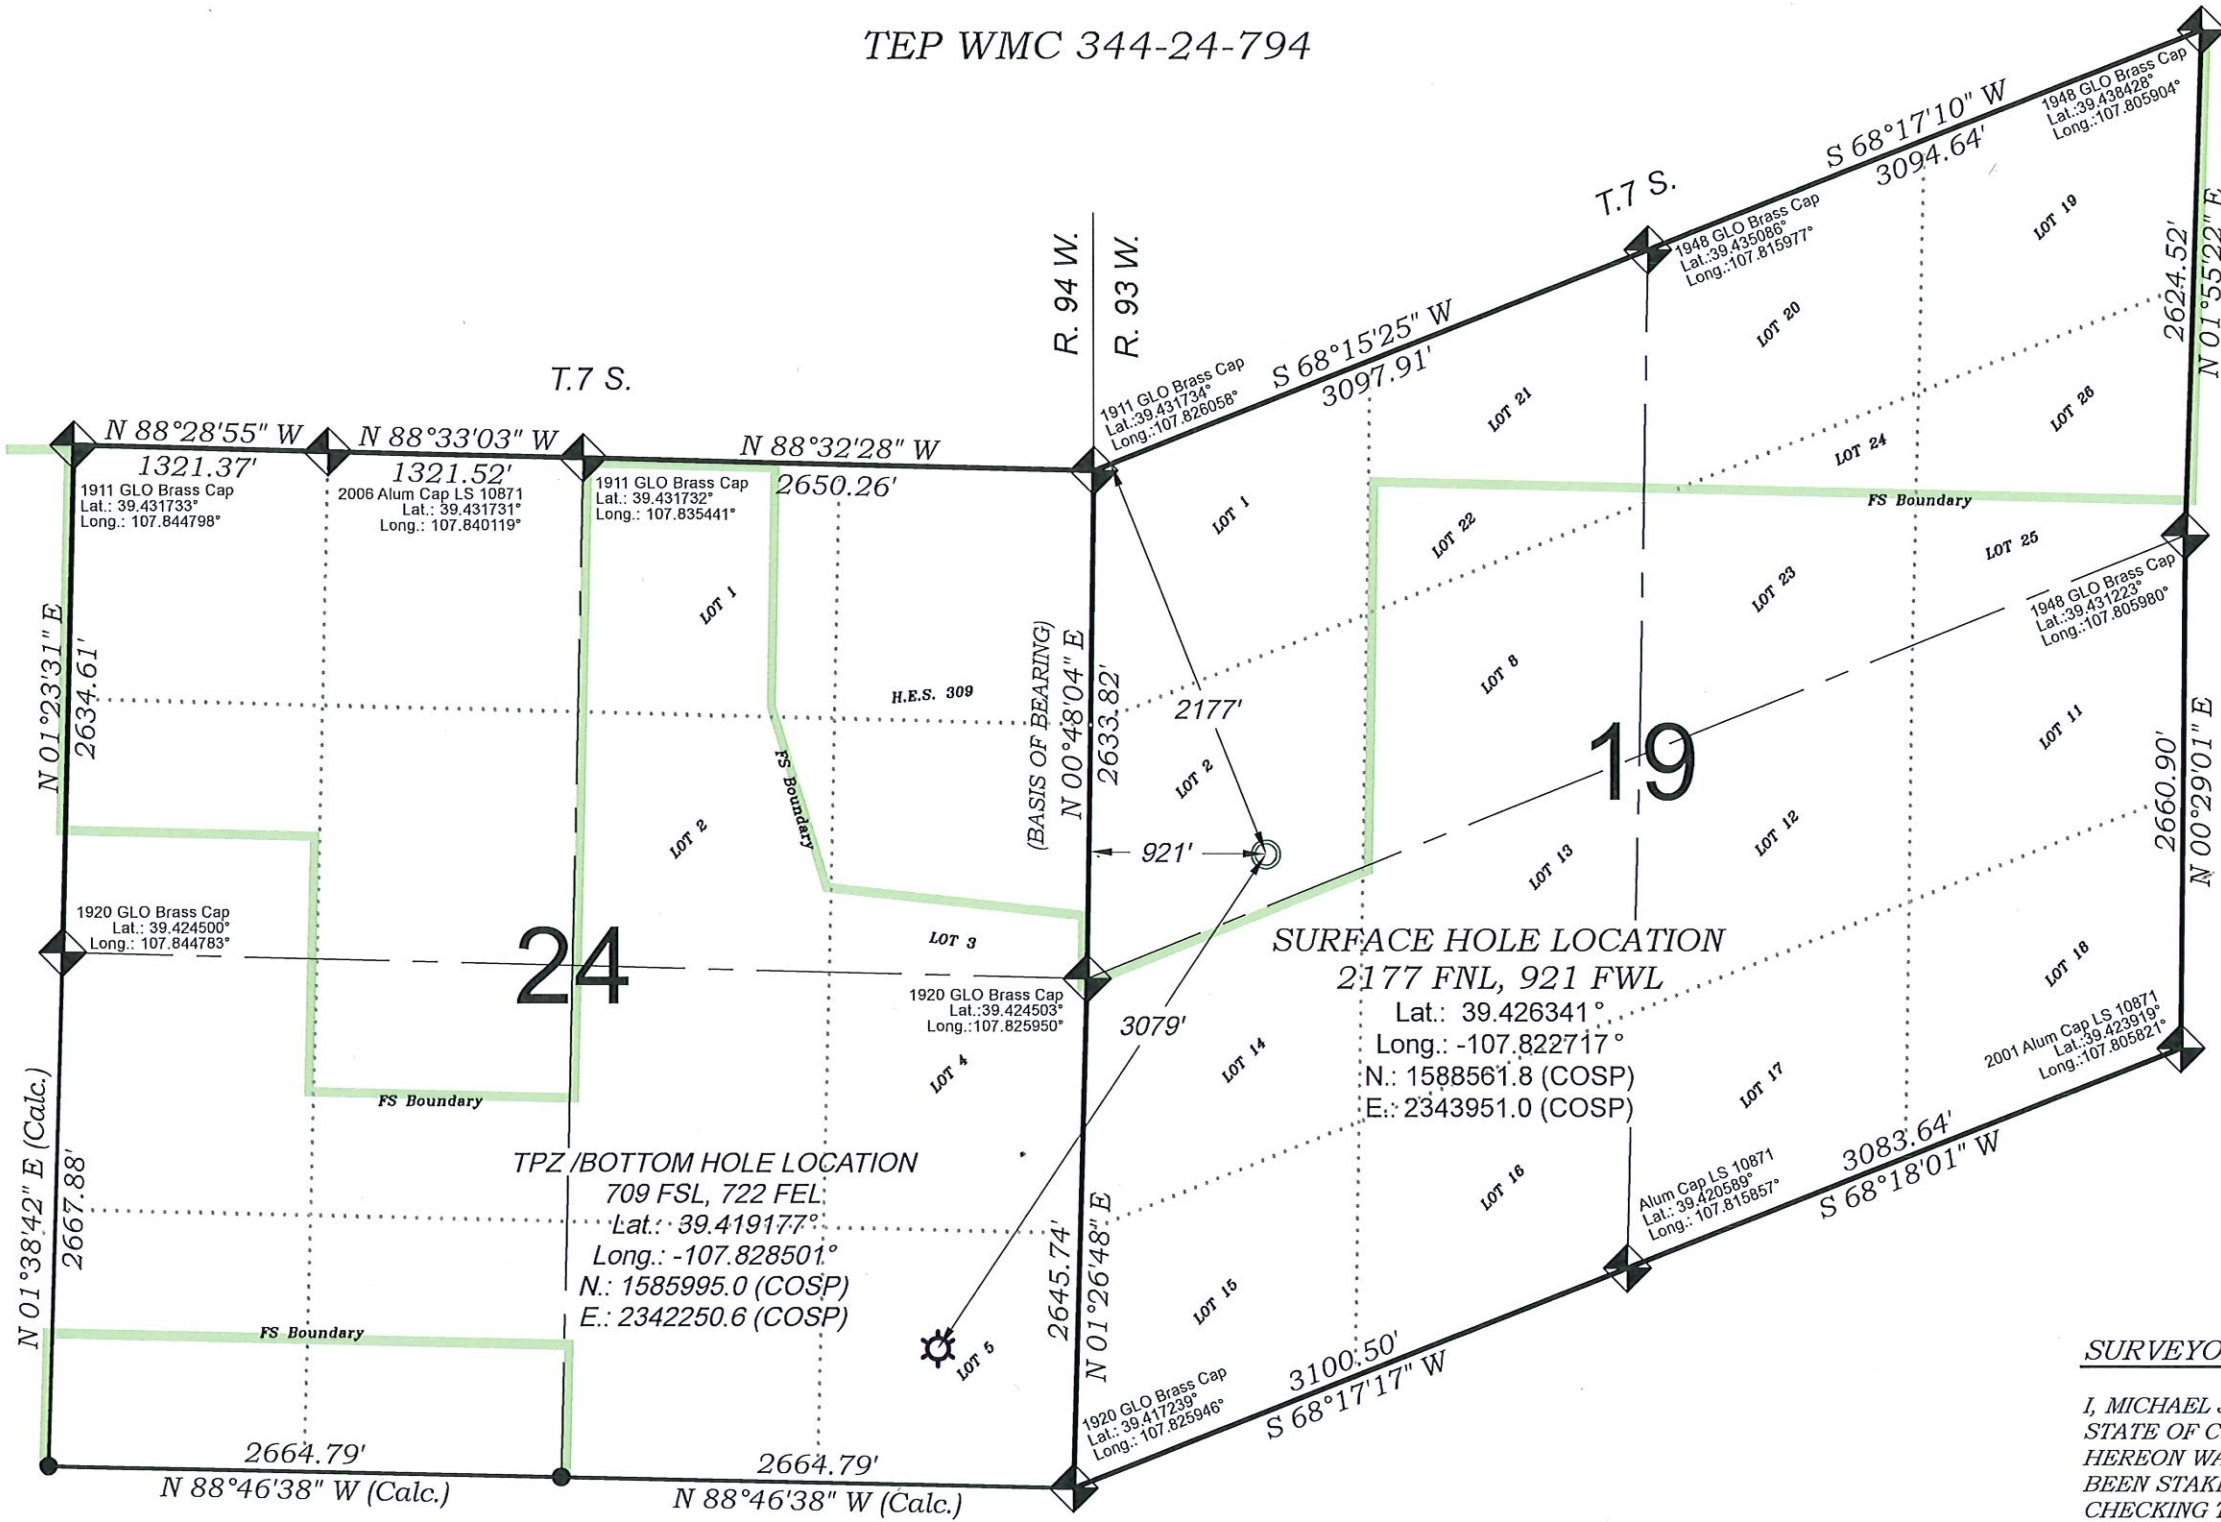 TEP WMC 344-24-794
T.7 S.
R. 94 W.
R. 93 W.
T.7 S.
N 88°28'55" W
1321.37'
1911 GLO Brass Cap
Lat.: 39.431733°
Long.: 107.844798°
N 88°33'03" W
1321.52'
2006 Alum Cap LS 10871
Lat.: 39.431731°
Long.: 107.840119°
N 88°32'28" W
2650.26'
1911 GLO Brass Cap
Lat.: 39.431732°
Long.: 107.835441°
1911 GLO Brass Cap
Lat.:39.431734°
Long.:107.826058°
S 68°15'25" W
3097.91'
1948 GLO Brass Cap
Lat.:39.435086°
Long.:107.815977°
S 68°17'10" W
3094.64'
1948 GLO Brass Cap
Lat.:39.438428°
Long.:107.805904°
2624.52'
N 01°55'22" E
LOT 19
LOT 20
LOT 21
LOT 1
LOT 22
LOT 24
LOT 26
FS Boundary
LOT 23
LOT 25
1948 GLO Brass Cap
Lat.:39.431223°
Long.:107.805980°
N 01°23'31" E
2634.61'
LOT 1
H.E.S. 309
FS Boundary
LOT 2
(BASIS OF BEARING)
N 00°48'04" E
2633.82'
2177'
LOT 2
921'
LOT 8
19
LOT 11
LOT 12
LOT 13
2660.90'
N 00°29'01" E
1920 GLO Brass Cap
Lat.: 39.424500°
Long.: 107.844783°
24
LOT 3
1920 GLO Brass Cap
Lat.:39.424503°
Long.:107.825950°
3079'
SURFACE HOLE LOCATION
2177 FNL, 921 FWL
Lat.: 39.426341°
Long.: -107.822717°
N.: 1588561.8 (COSP)
E.: 2343951.0 (COSP)
LOT 18
2001 Alum Cap LS 10871
Lat.:39.423919°
Long.:107.805821°
LOT 4
LOT 14
LOT 17
FS Boundary
N 01°38'42" E (Calc.)
2667.88'
TPZ /BOTTOM HOLE LOCATION
709 FSL, 722 FEL
Lat.: 39.419177°
Long.: -107.828501°
N.: 1585995.0 (COSP)
E.: 2342250.6 (COSP)
LOT 5
2645.74'
N 01°26'48" E
LOT 15
LOT 16
Alum Cap LS 10871
Lat.: 39.420589°
Long.: 107.815857°
3083.64'
S 68°18'01" W
FS Boundary
1920 GLO Brass Cap
Lat.: 39.417239°
Long.: 107.825946°
3100.50'
S 68°17'17" W
2664.79'
N 88°46'38" W (Calc.)
2664.79'
N 88°46'38" W (Calc.)
SURVEYO
I, MICHAEL
STATE OF C
HEREON WA
BEEN STAK
CHECKING T